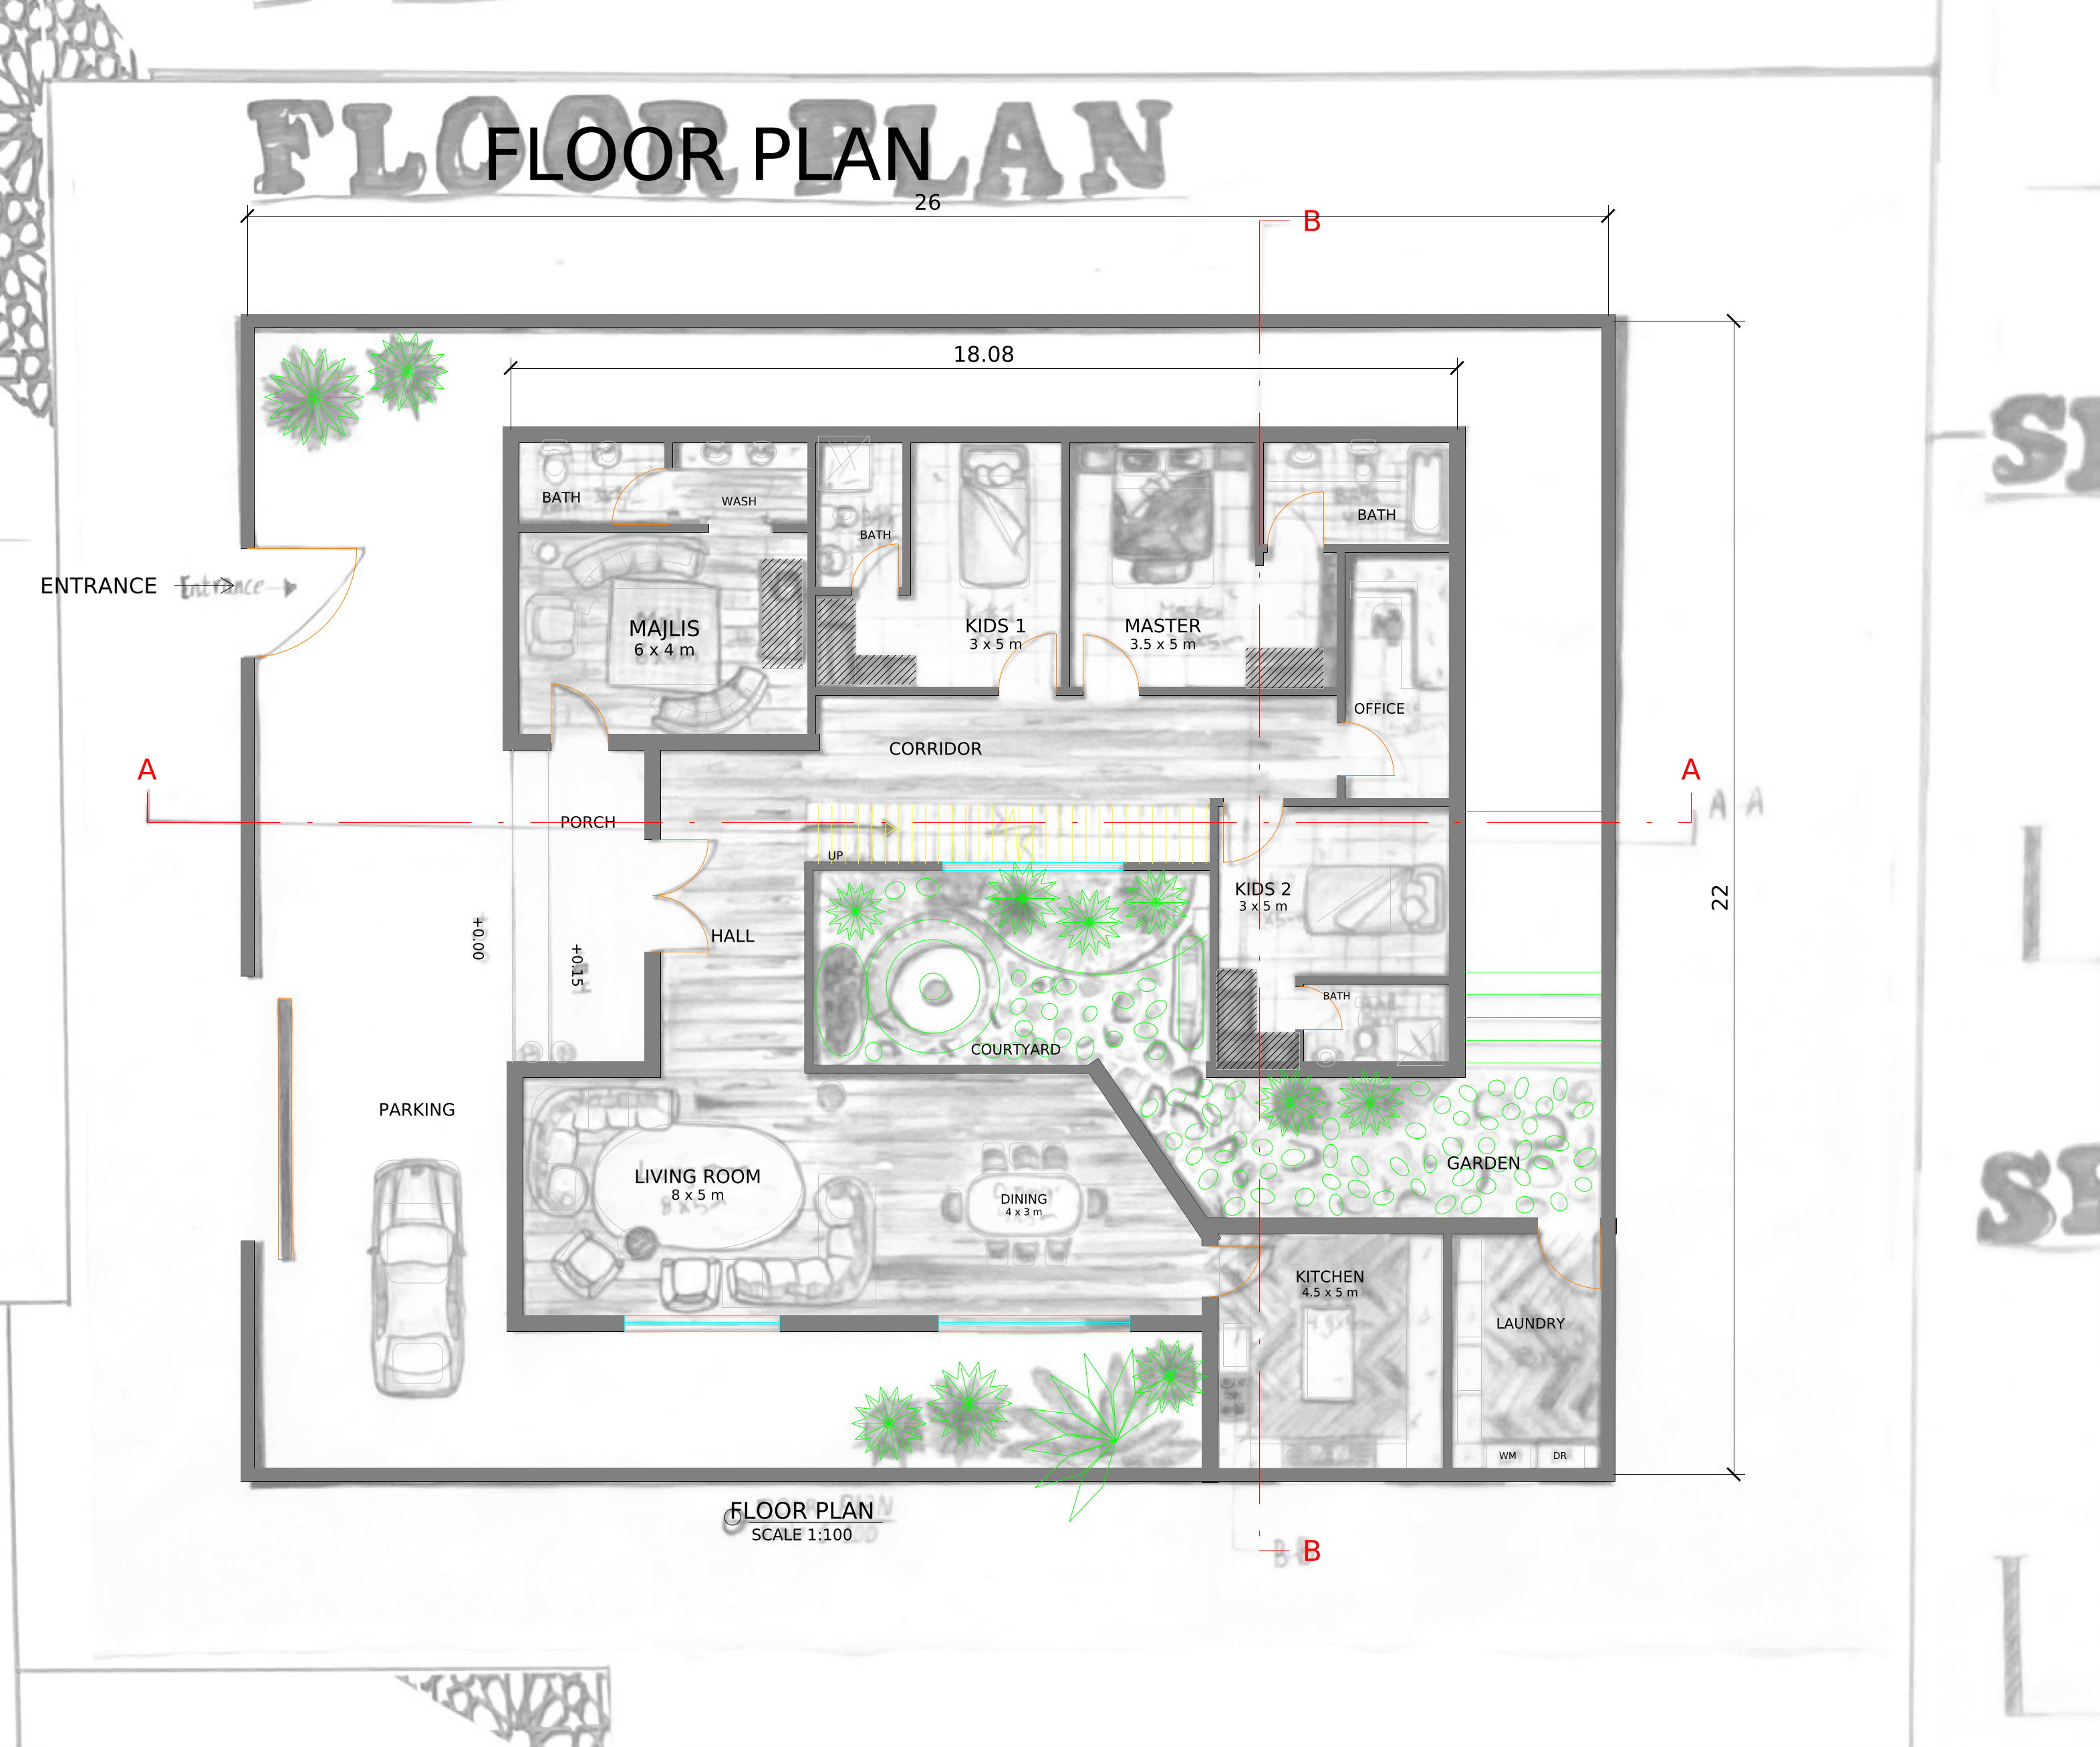 FLOOR PLAN
FLOOR PLAN
26
B
18.08
BATH
WASH
BATH
BATH
ENTRANCE
Entrance
MAJLIS
6 x 4 m
KIDS 1
3 x 5 m
MASTER
3.5 x 5 m
OFFICE
CORRIDOR
A
A
A A
PORCH
UP
KIDS 2
3 x 5 m
22
HALL
+0.00
+0.15
BATH
COURTYARD
PARKING
GARDEN
LIVING ROOM
8 x 5 m
DINING
4 x 3 m
KITCHEN
4.5 x 5 m
LAUNDRY
WM
DR
FLOOR PLAN
SCALE 1:100
B